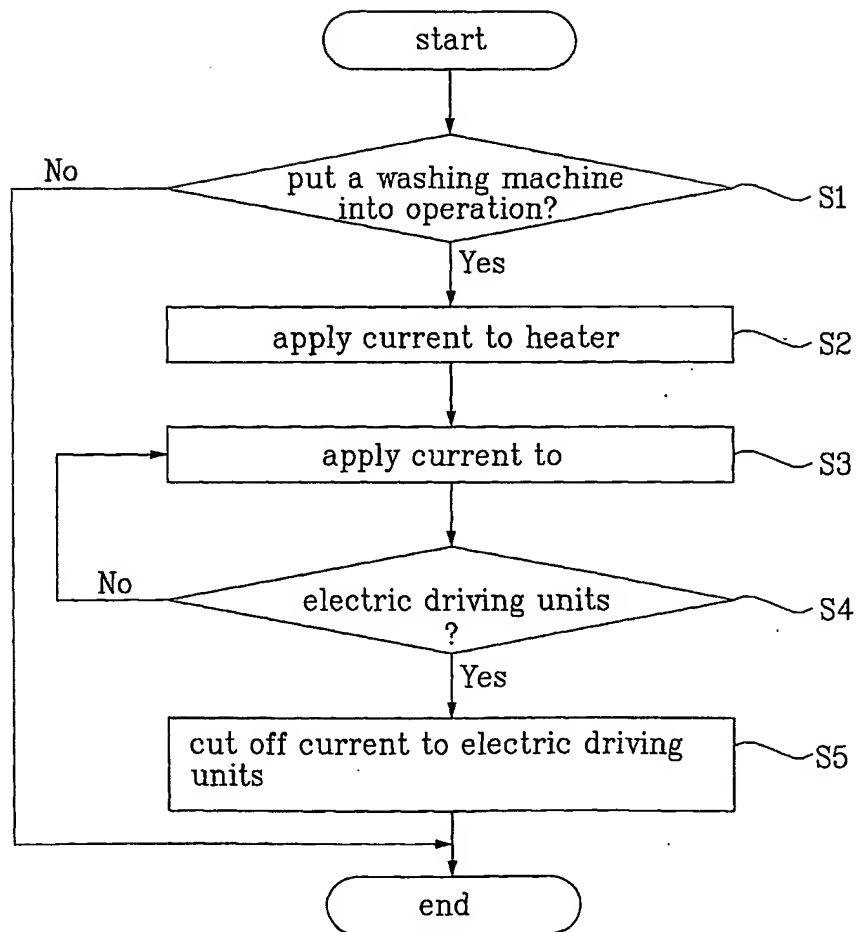 start
No
put a washing machine
into operation?
S1
Yes
apply current to heater
S2
apply current to
S3
No
electric driving units
?
S4
Yes
cut off current to electric driving
units
S5
end